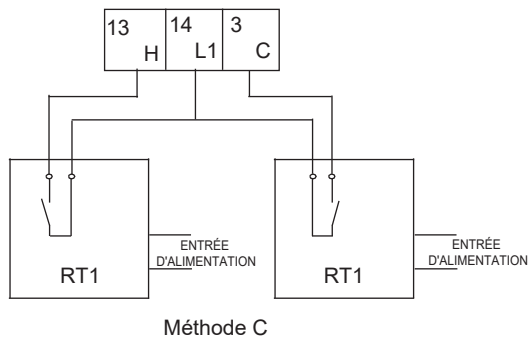 13 14 3
H L1 C
ENTRÉE
D'ALIMENTATION
RT1
ENTRÉE
D'ALIMENTATION
RT1
Méthode C